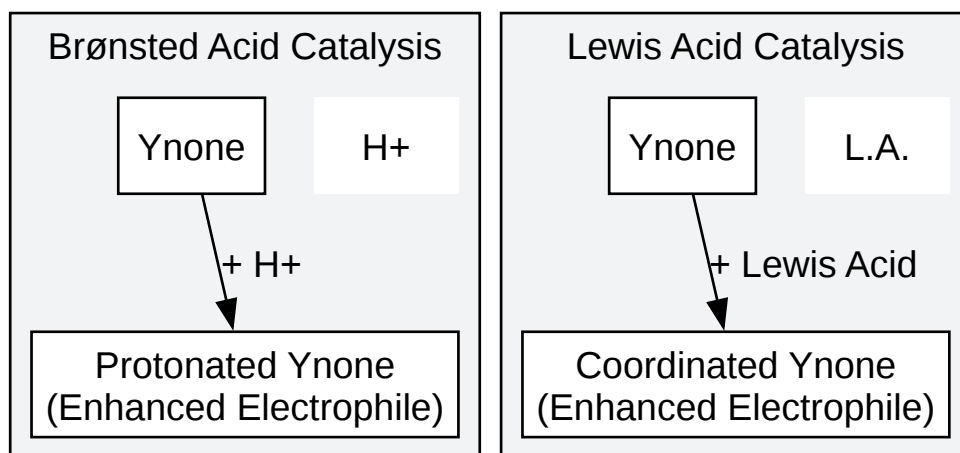 Brønsted Acid Catalysis
Ynone
H+
+ H+
Protonated Ynone
(Enhanced Electrophile)
Lewis Acid Catalysis
Ynone
L.A.
+ Lewis Acid
Coordinated Ynone
(Enhanced Electrophile)